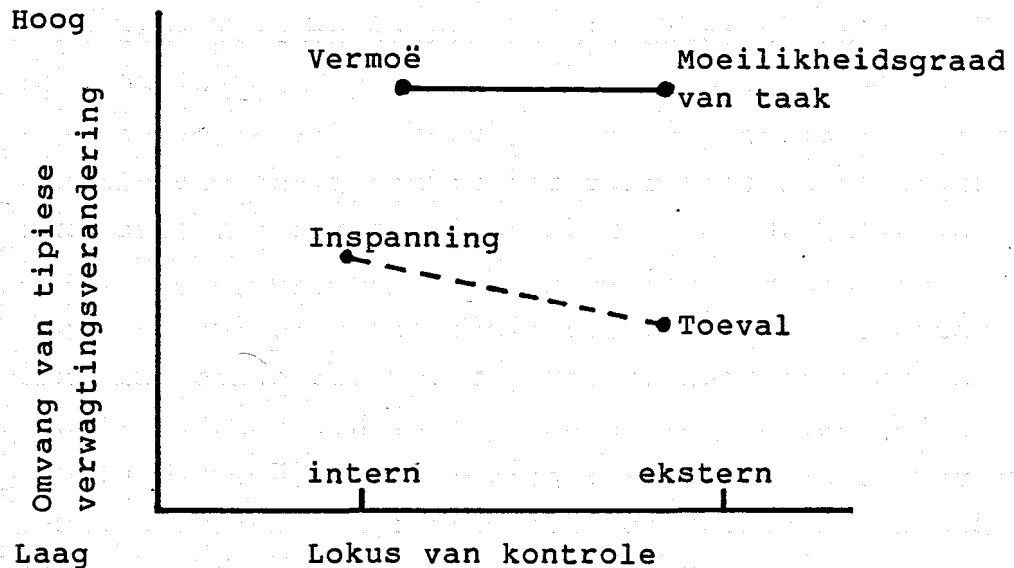 Hoog
Vermoë
Moeilikheidsgraad
van taak
Omvang van tipiese
verwagtingsverandering
Inspanning
Toeval
intern
ekstern
Laag
Lokus van kontrole